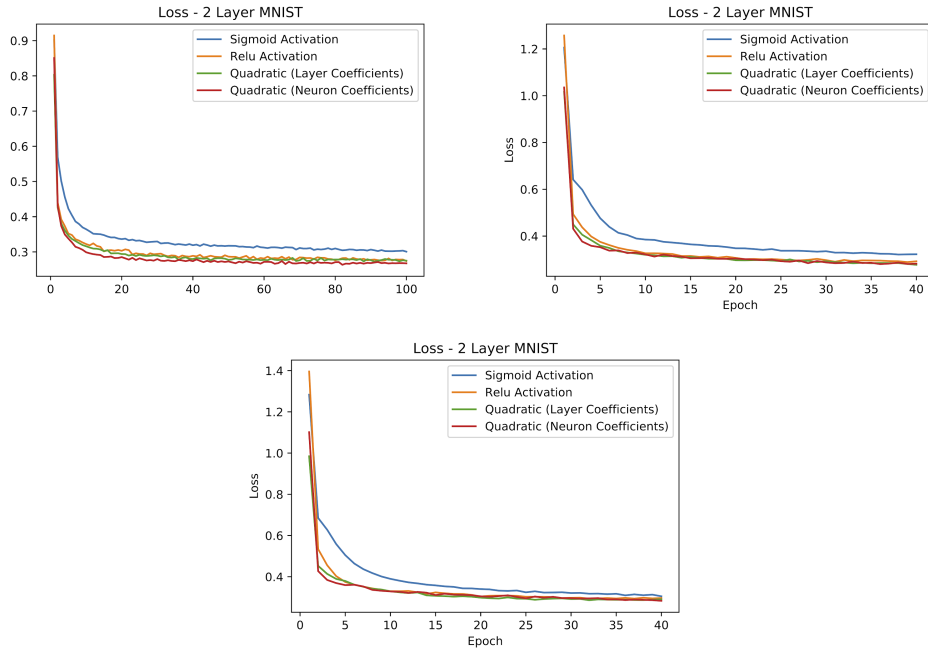 Loss - 2 Layer MNIST
Sigmoid Activation
Relu Activation
Quadratic (Layer Coefficients)
Quadratic (Neuron Coefficients)
0.9
0.8
0.7
0.6
0.5
0.4
0.3
0 20 40 60 80 100
Loss - 2 Layer MNIST
Sigmoid Activation
Relu Activation
Quadratic (Layer Coefficients)
Quadratic (Neuron Coefficients)
Loss
1.2
1.0
0.8
0.6
0.4
0 5 10 15 20 25 30 35 40
Epoch
Loss - 2 Layer MNIST
Sigmoid Activation
Relu Activation
Quadratic (Layer Coefficients)
Quadratic (Neuron Coefficients)
Loss
1.4
1.2
1.0
0.8
0.6
0.4
0 5 10 15 20 25 30 35 40
Epoch